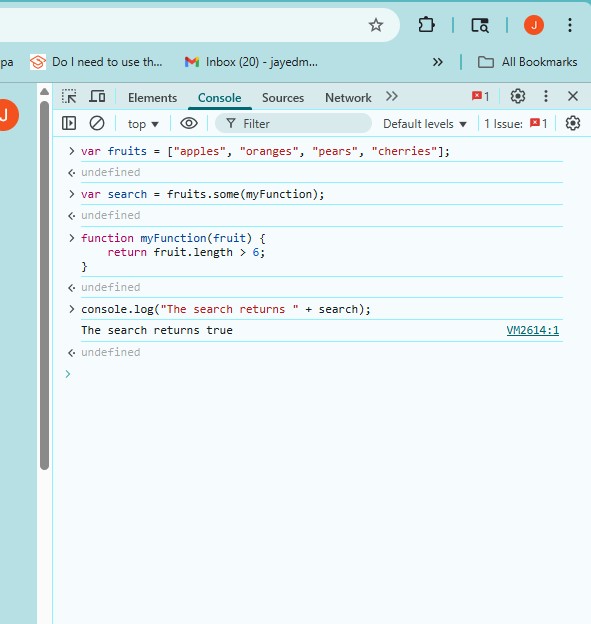 pa Do I need to use th... Inbox (20) - jayedm... » All Bookmarks
J
J
Elements Console Sources Network » 1
top ▼ Filter Default levels ▼ 1 Issue: 1
> var fruits = ["apples", "oranges", "pears", "cherries"];
undefined
> var search = fruits.some(myFunction);
undefined
> function myFunction(fruit) {
return fruit.length > 6;
}
undefined
> console.log("The search returns " + search);
The search returns true VM2614:1
undefined
>